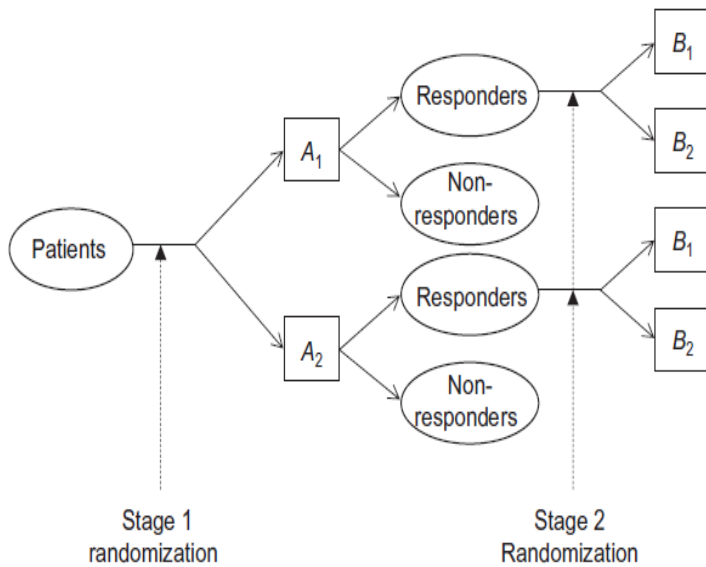 Patients
A1
A2
Responders
Non-
responders
Responders
Non-
responders
B1
B2
B1
B2
Stage 1
randomization
Stage 2
Randomization